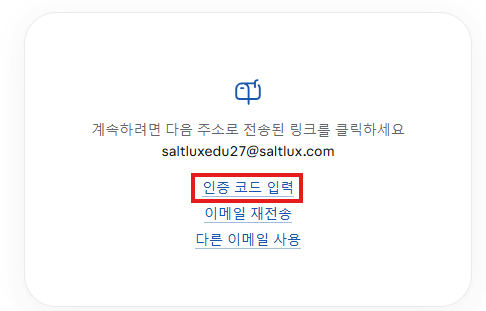 계속하려면 다음 주소로 전송된 링크를 클릭하세요
saltluxedu27@saltlux.com
인증 코드 입력
이메일 재전송
다른 이메일 사용